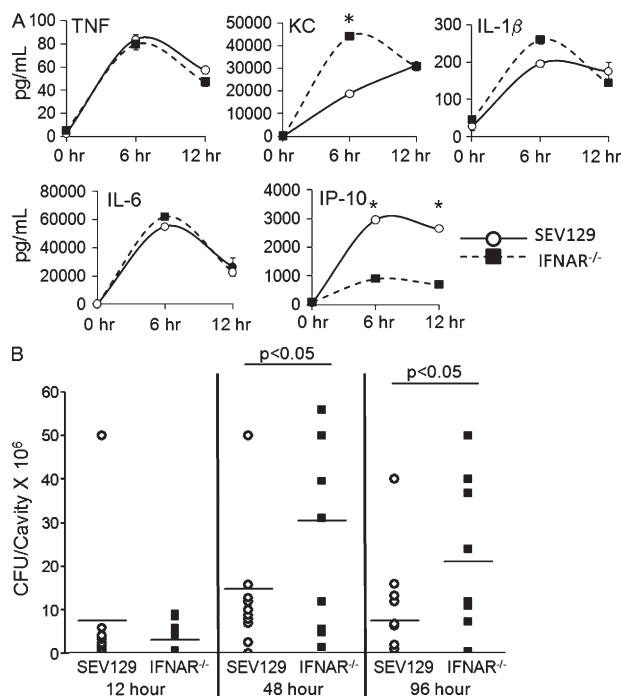 A
TNF
pg/mL
100
80
60
40
20
0
0 hr 6 hr 12 hr
KC
*
50000
40000
30000
20000
10000
0
0 hr 6 hr 12 hr
IL-1β
300
200
100
0
0 hr 6 hr 12 hr
IL-6
pg/mL
80000
60000
40000
20000
0
0 hr 6 hr 12 hr
IP-10
* *
4000
3000
2000
1000
0
0 hr 6 hr 12 hr
SEV129
IFNAR-/-
B
p<0.05
p<0.05
CFU/Cavity X 10⁶
60
50
40
30
20
10
0
SEV129 IFNAR-/- SEV129 IFNAR-/- SEV129 IFNAR-/-
12 hour 48 hour 96 hour